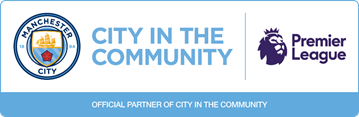 MANCHESTER
18 94
CITY
CITY IN THE
COMMUNITY
Premier
League
OFFICIAL PARTNER OF CITY IN THE COMMUNITY